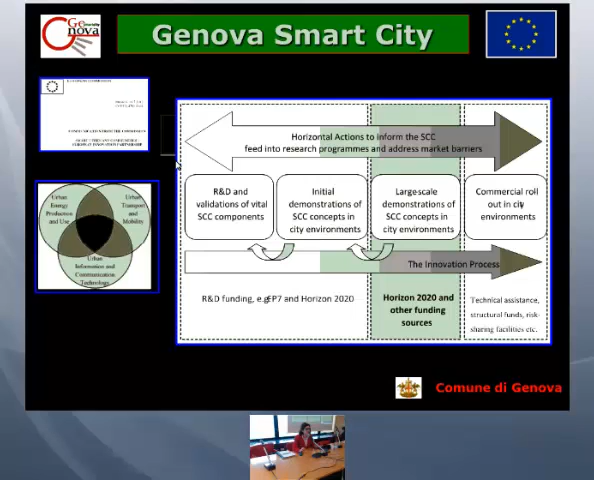 Genova
Genova Smart City
EUROPEAN INNOVATION PARTNERSHIP
Urban
Energy
Production
and Use
Urban
Transport
and
Mobility
Urban
Information and
Communication
Technology
Horizontal Actions to inform the SCC
feed into research programmes and address market barriers
R&D and
validations of vital
SCC components
Initial
demonstrations of
SCC concepts in
city environments
Large-scale
demonstrations of
SCC concepts in
city environments
Commercial roll
out in city
environments
The Innovation Process
R&D funding, e.g. FP7 and Horizon 2020
Horizon 2020 and
other funding
sources
Technical assistance,
structural funds, risk-
sharing facilities etc.
Comune di Genova